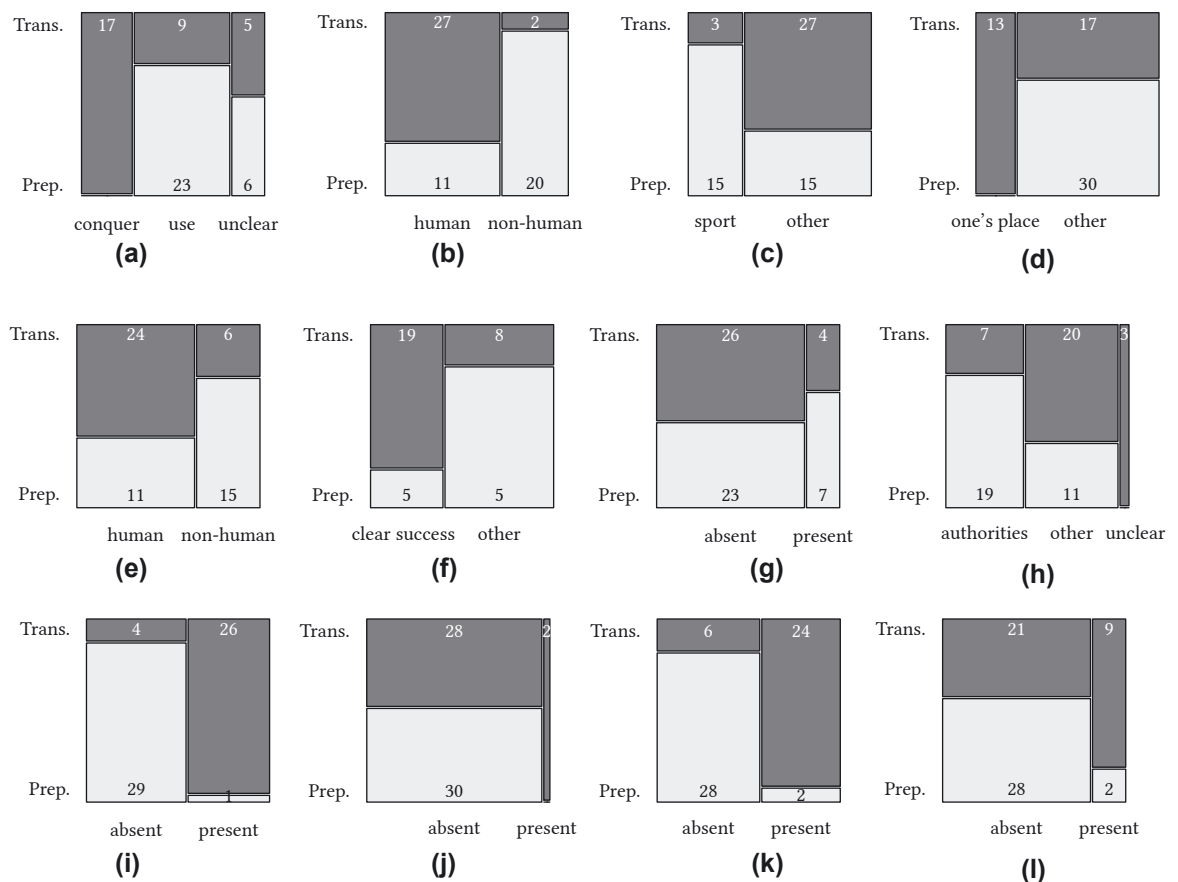 Trans. 17 9 5
Prep. 23 6
conquer use unclear
(a)
Trans. 27 2
Prep. 11 20
human non-human
(b)
Trans. 3 27
Prep. 15 15
sport other
(c)
Trans. 13 17
Prep. 30
one's place other
(d)
Trans. 24 6
Prep. 11 15
human non-human
(e)
Trans. 19 8
Prep. 5 5
clear success other
(f)
Trans. 26 4
Prep. 23 7
absent present
(g)
Trans. 7 20 3
Prep. 19 11
authorities other unclear
(h)
Trans. 4 26
Prep. 29 1
absent present
(i)
Trans. 28 2
Prep. 30
absent present
(j)
Trans. 6 24
Prep. 28 2
absent present
(k)
Trans. 21 9
Prep. 28 2
absent present
(l)